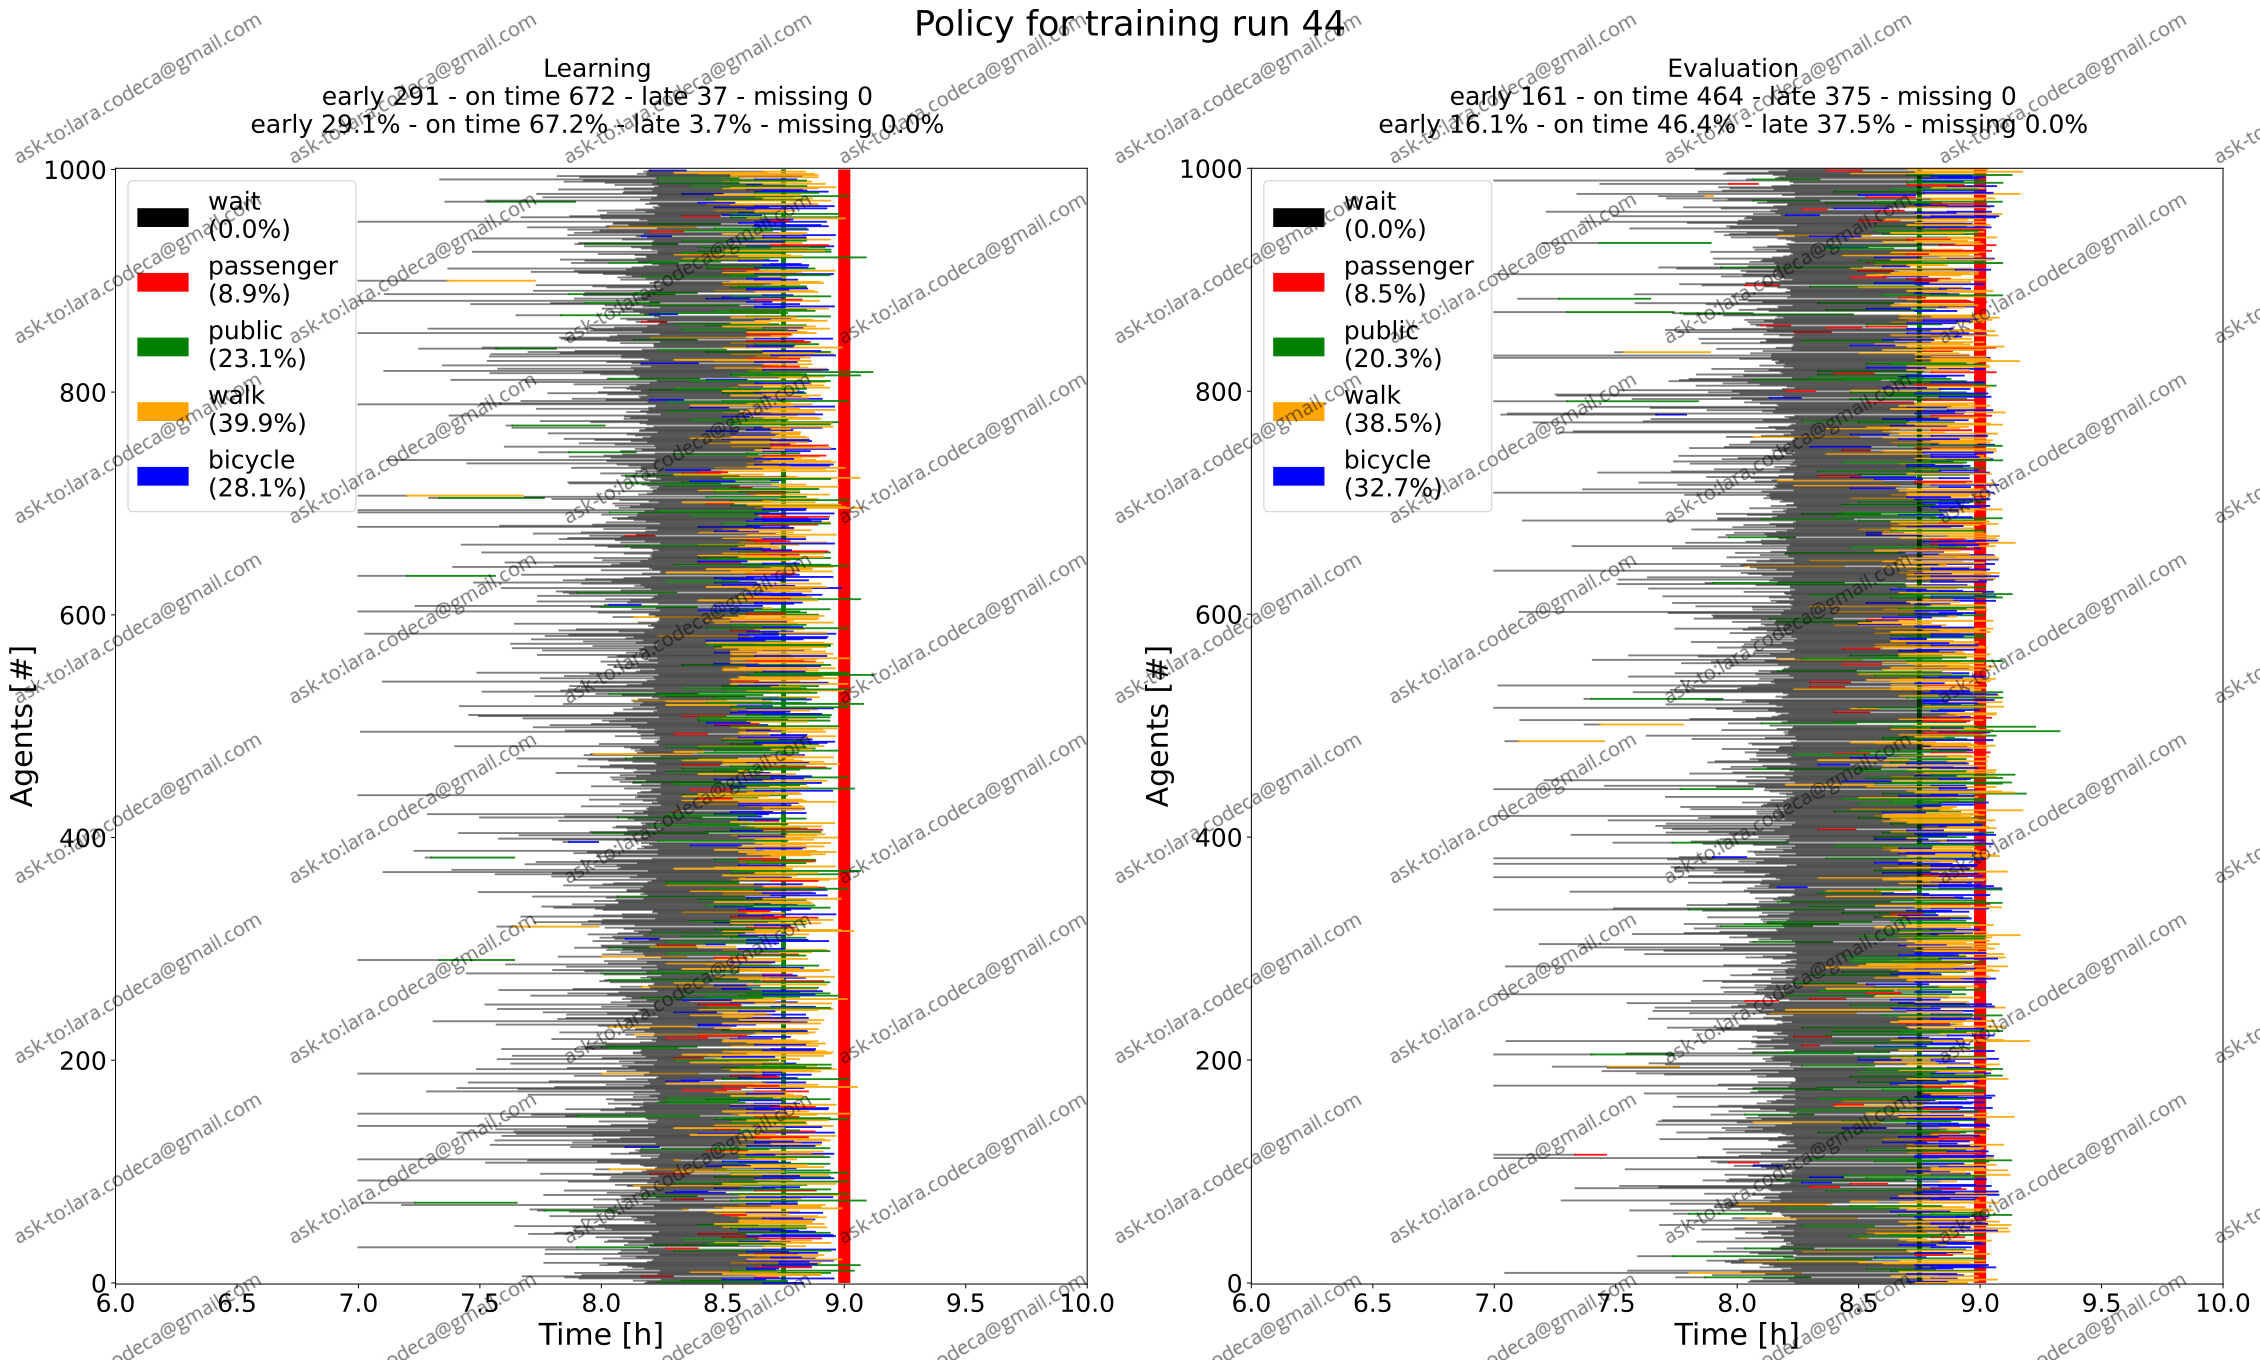 Policy for training run 44
Learning
early 291 - on time 672 - late 37 - missing 0
early 29.1% - on time 67.2% - late 3.7% - missing 0.0%
Agents [#]
1000
800
600
400
200
0
wait
(0.0%)
passenger
(8.9%)
public
(23.1%)
walk
(39.9%)
bicycle
(28.1%)
6.0 6.5 7.0 7.5 8.0 8.5 9.0 9.5 10.0
Time [h]
Evaluation
early 161 - on time 464 - late 375 - missing 0
early 16.1% - on time 46.4% - late 37.5% - missing 0.0%
Agents [#]
1000
800
600
400
200
0
wait
(0.0%)
passenger
(8.5%)
public
(20.3%)
walk
(38.5%)
bicycle
(32.7%)
6.0 6.5 7.0 7.5 8.0 8.5 9.0 9.5 10.0
Time [h]
ask-to:lara.codeca@gmail.com